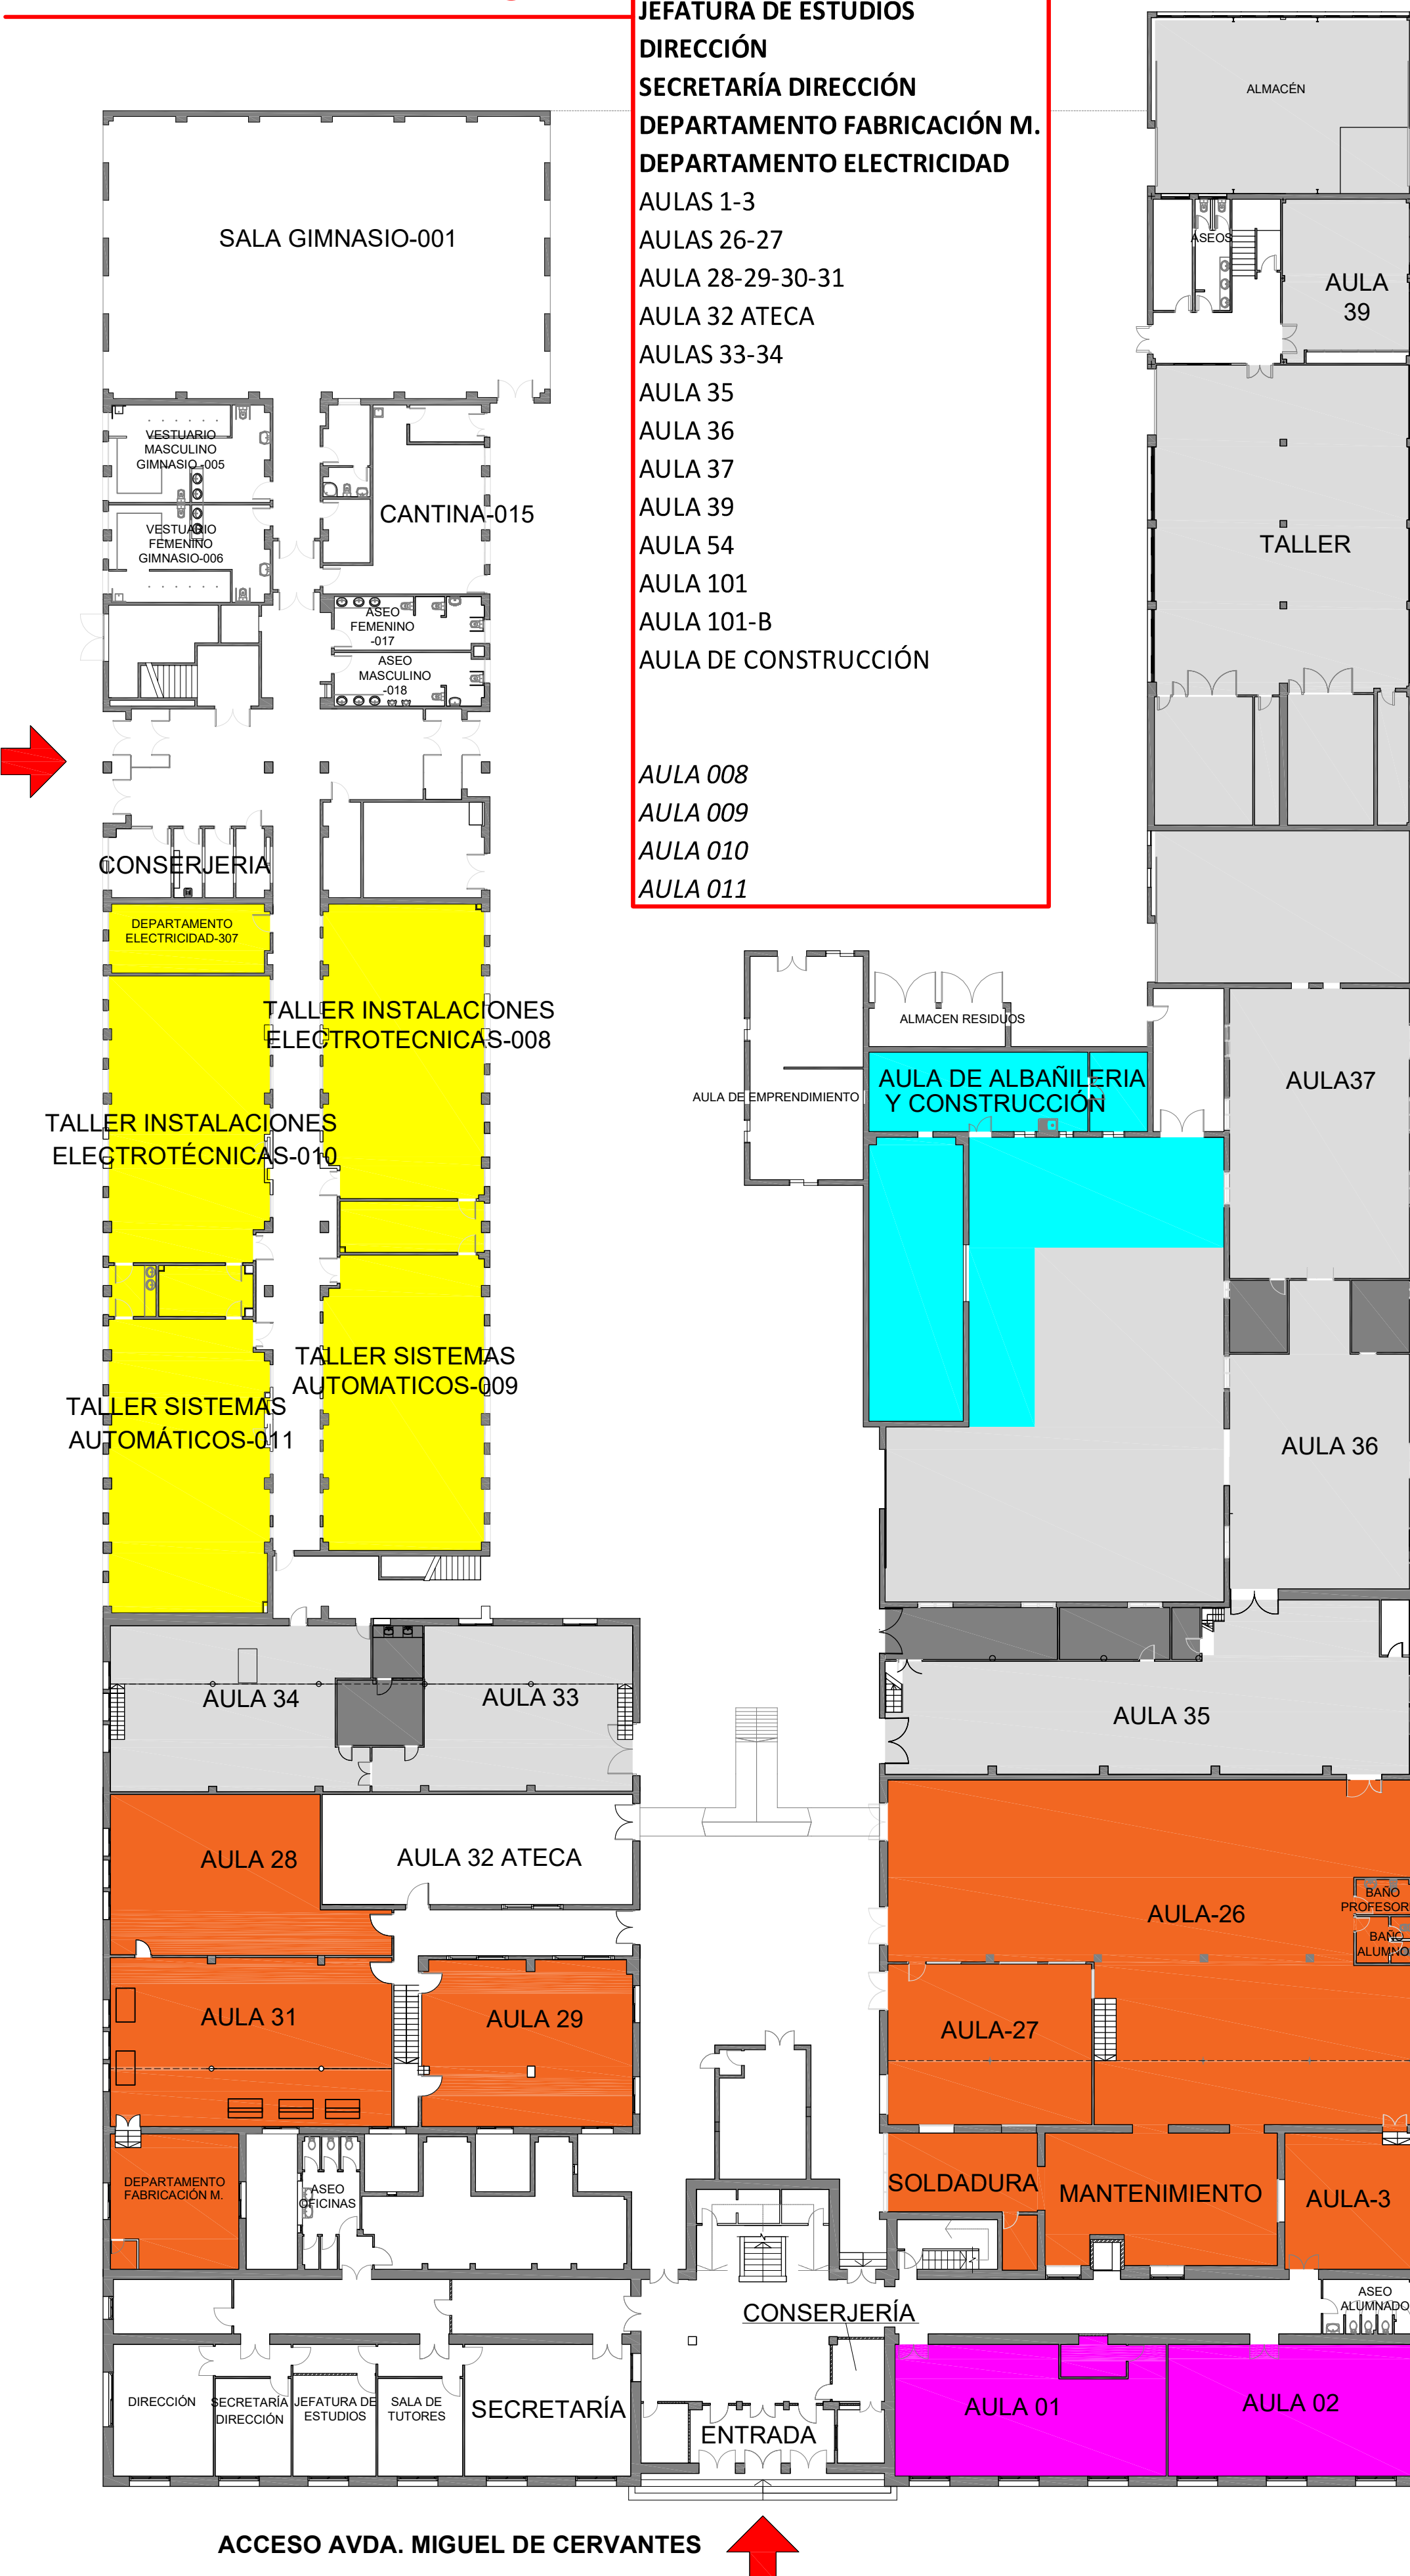 JEFATURA DE ESTUDIOS
DIRECCIÓN
SECRETARÍA DIRECCIÓN
DEPARTAMENTO FABRICACIÓN M.
DEPARTAMENTO ELECTRICIDAD
AULAS 1-3
AULAS 26-27
AULA 28-29-30-31
AULA 32 ATECA
AULAS 33-34
AULA 35
AULA 36
AULA 37
AULA 39
AULA 54
AULA 101
AULA 101-B
AULA DE CONSTRUCCIÓN
AULA 008
AULA 009
AULA 010
AULA 011
ALMACÉN
ASEOS
AULA
39
TALLER
SALA GIMNASIO-001
VESTUARIO
MASCULINO
GIMNASIO -005
VESTUARIO
FEMENINO
GIMNASIO-006
CANTINA-015
ASEO
FEMENINO
-017
ASEO
MASCULINO
-018
CONSERJERIA
DEPARTAMENTO
ELECTRICIDAD-307
TALLER INSTALACIONES
ELECTROTECNICAS-008
TALLER INSTALACIONES
ELECTROTÉCNICAS-010
TALLER SISTEMAS
AUTOMATICOS-009
TALLER SISTEMAS
AUTOMÁTICOS-011
ALMACEN RESIDUOS
AULA DE EMPRENDIMIENTO
AULA DE ALBAÑILERIA
Y CONSTRUCCIÓN
AULA37
AULA 36
AULA 34
AULA 33
AULA 35
AULA 28
AULA 32 ATECA
AULA-26
BAÑO
PROFESOR
BAÑO
ALUMNO
AULA 31
AULA 29
AULA-27
DEPARTAMENTO
FABRICACIÓN M.
ASEO
OFICINAS
SOLDADURA
MANTENIMIENTO
AULA-3
CONSERJERÍA
ASEO
ALUMNADO
DIRECCIÓN
SECRETARÍA
DIRECCIÓN
JEFATURA DE
ESTUDIOS
SALA DE
TUTORES
SECRETARÍA
ENTRADA
AULA 01
AULA 02
ACCESO AVDA. MIGUEL DE CERVANTES